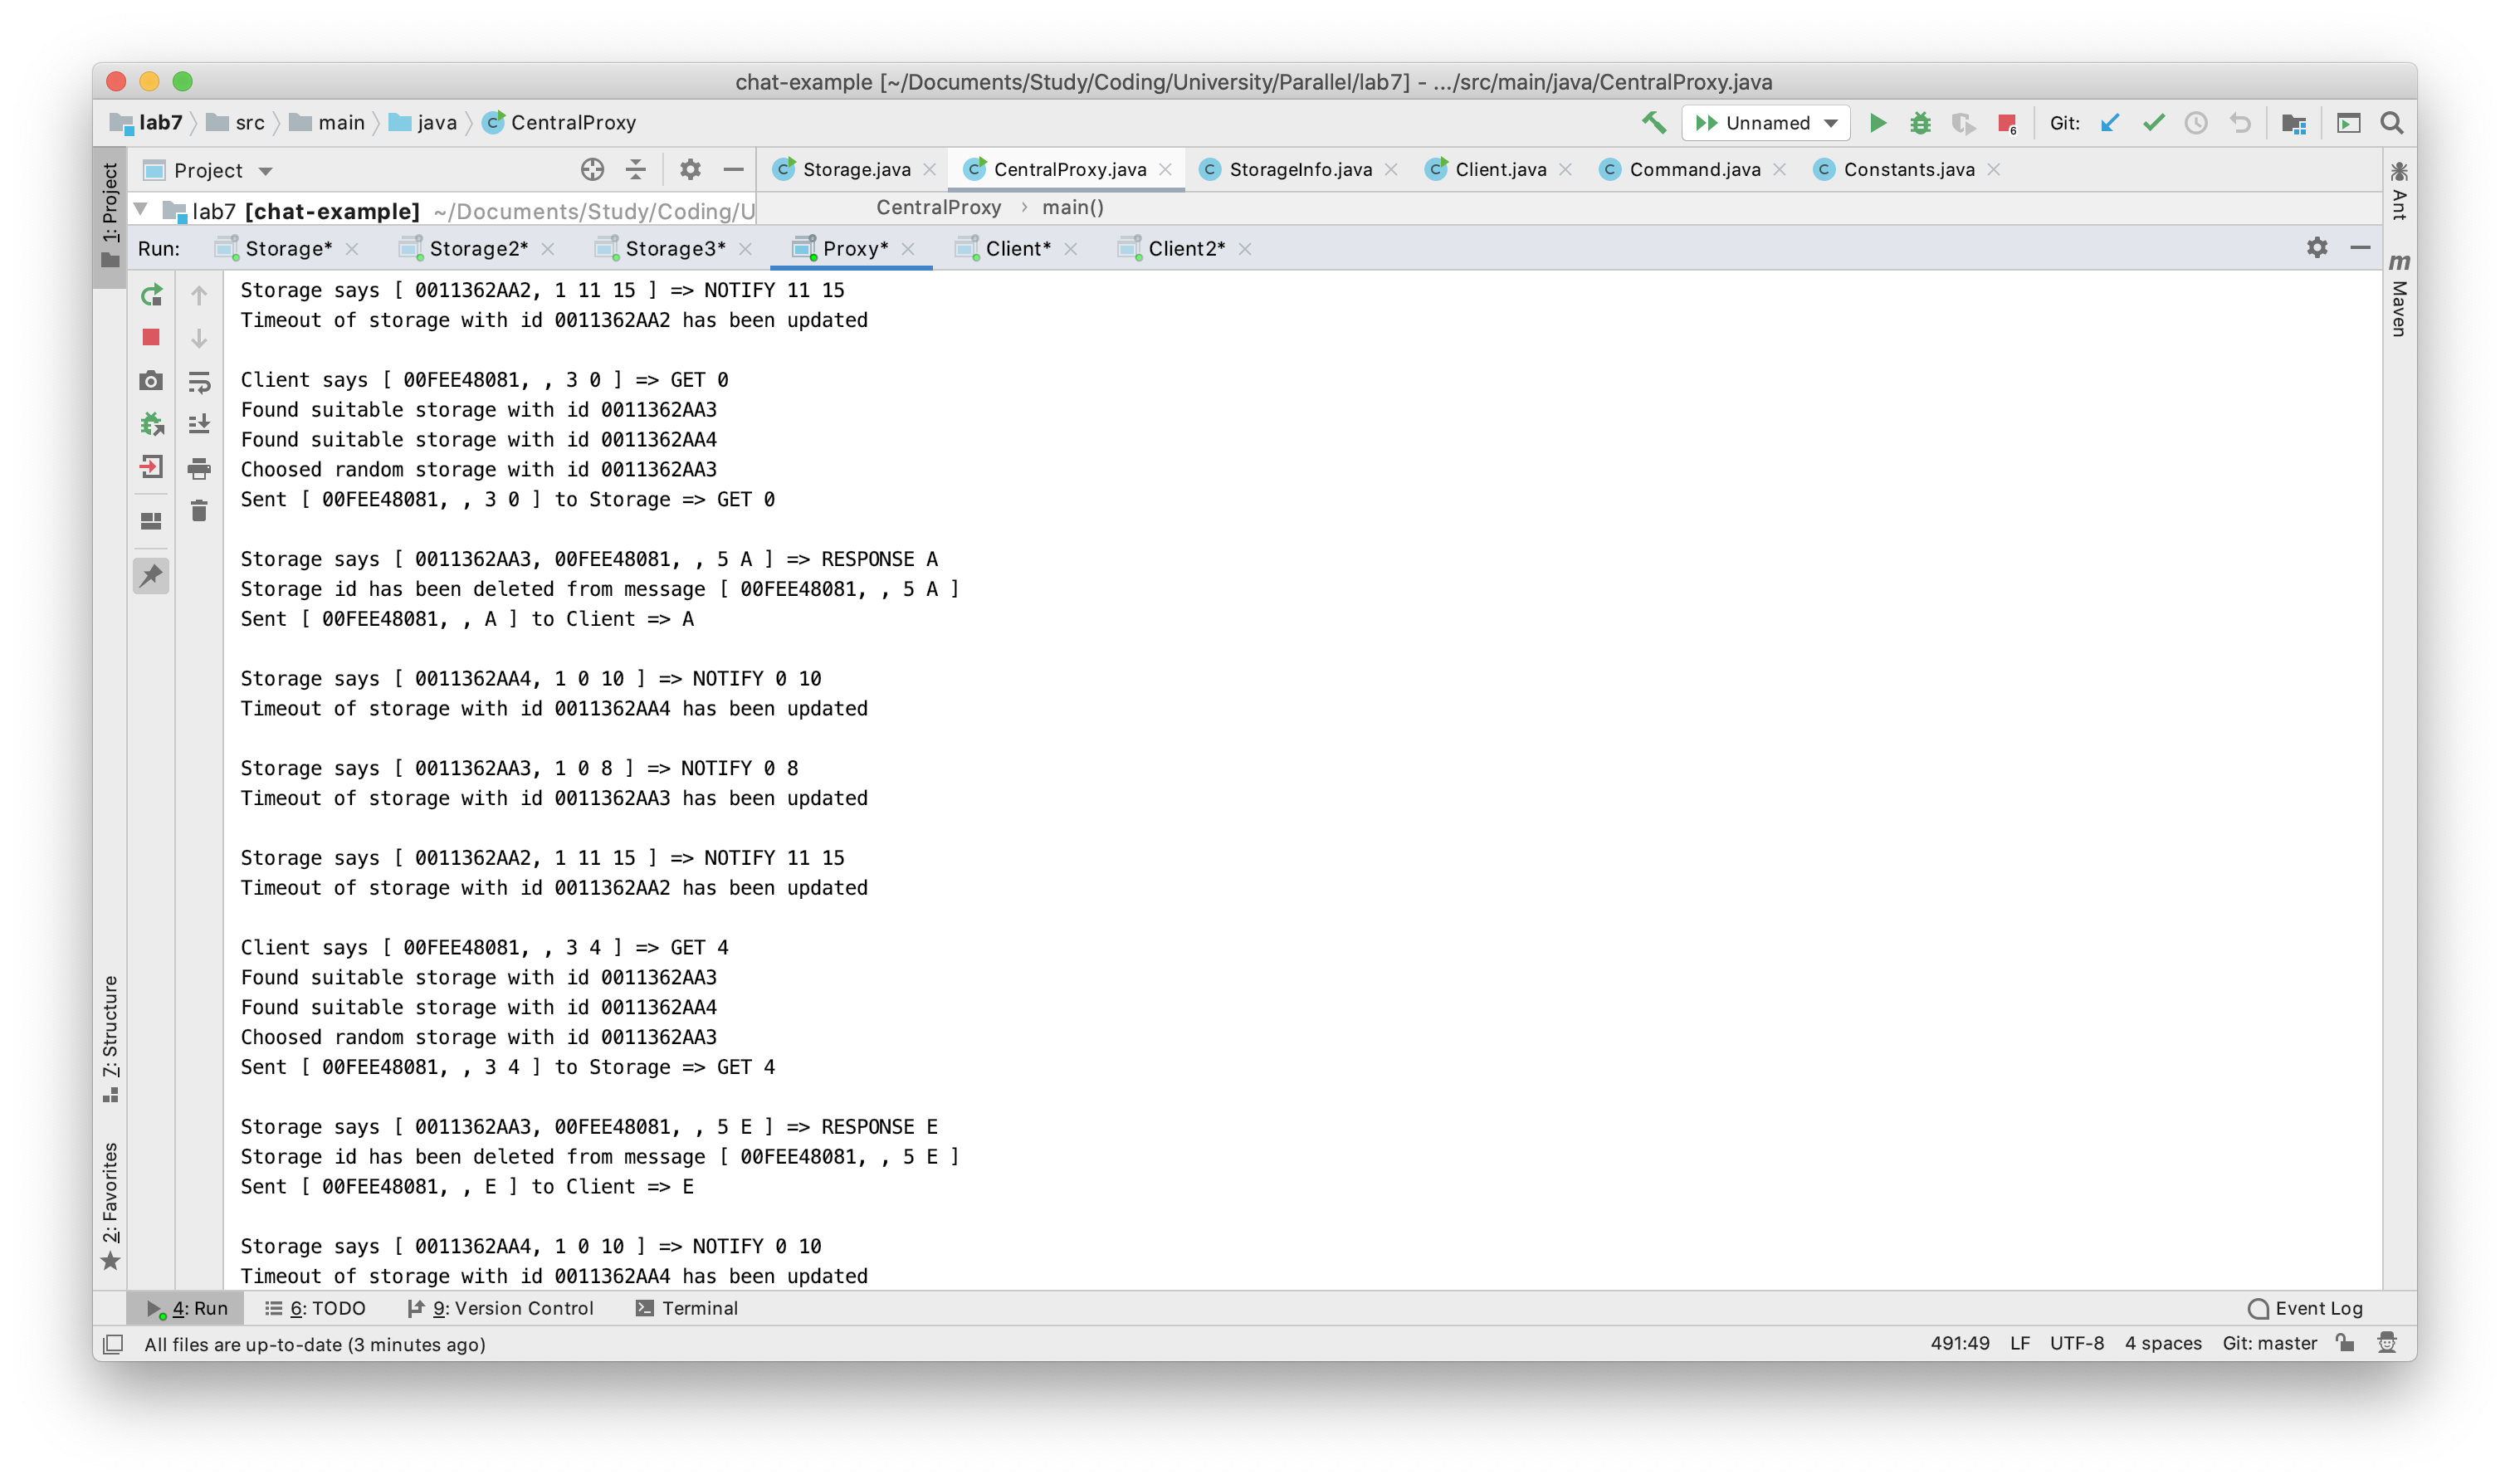 chat-example [~/Documents/Study/Coding/University/Parallel/lab7] - .../src/main/java/CentralProxy.java
lab7 src main java CentralProxy Unnamed 6 Git:
1: Project Project Storage.java CentralProxy.java StorageInfo.java Client.java Command.java Constants.java Ant
lab7 [chat-example] ~/Documents/Study/Coding/U CentralProxy › main()
Run: Storage* Storage2* Storage3* Proxy* Client* Client2* m Maven
Storage says [ 0011362AA2, 1 11 15 ] => NOTIFY 11 15
Timeout of storage with id 0011362AA2 has been updated
Client says [ 00FEE48081, , 3 0 ] => GET 0
Found suitable storage with id 0011362AA3
Found suitable storage with id 0011362AA4
Choosed random storage with id 0011362AA3
Sent [ 00FEE48081, , 3 0 ] to Storage => GET 0
Storage says [ 0011362AA3, 00FEE48081, , 5 A ] => RESPONSE A
Storage id has been deleted from message [ 00FEE48081, , 5 A ]
Sent [ 00FEE48081, , A ] to Client => A
Storage says [ 0011362AA4, 1 0 10 ] => NOTIFY 0 10
Timeout of storage with id 0011362AA4 has been updated
Storage says [ 0011362AA3, 1 0 8 ] => NOTIFY 0 8
Timeout of storage with id 0011362AA3 has been updated
Storage says [ 0011362AA2, 1 11 15 ] => NOTIFY 11 15
Timeout of storage with id 0011362AA2 has been updated
Client says [ 00FEE48081, , 3 4 ] => GET 4
Found suitable storage with id 0011362AA3
Found suitable storage with id 0011362AA4
Choosed random storage with id 0011362AA3
Sent [ 00FEE48081, , 3 4 ] to Storage => GET 4
Storage says [ 0011362AA3, 00FEE48081, , 5 E ] => RESPONSE E
Storage id has been deleted from message [ 00FEE48081, , 5 E ]
Sent [ 00FEE48081, , E ] to Client => E
Storage says [ 0011362AA4, 1 0 10 ] => NOTIFY 0 10
Timeout of storage with id 0011362AA4 has been updated
7: Structure
2: Favorites
4: Run 6: TODO 9: Version Control Terminal Event Log
All files are up-to-date (3 minutes ago) 491:49 LF UTF-8 4 spaces Git: master